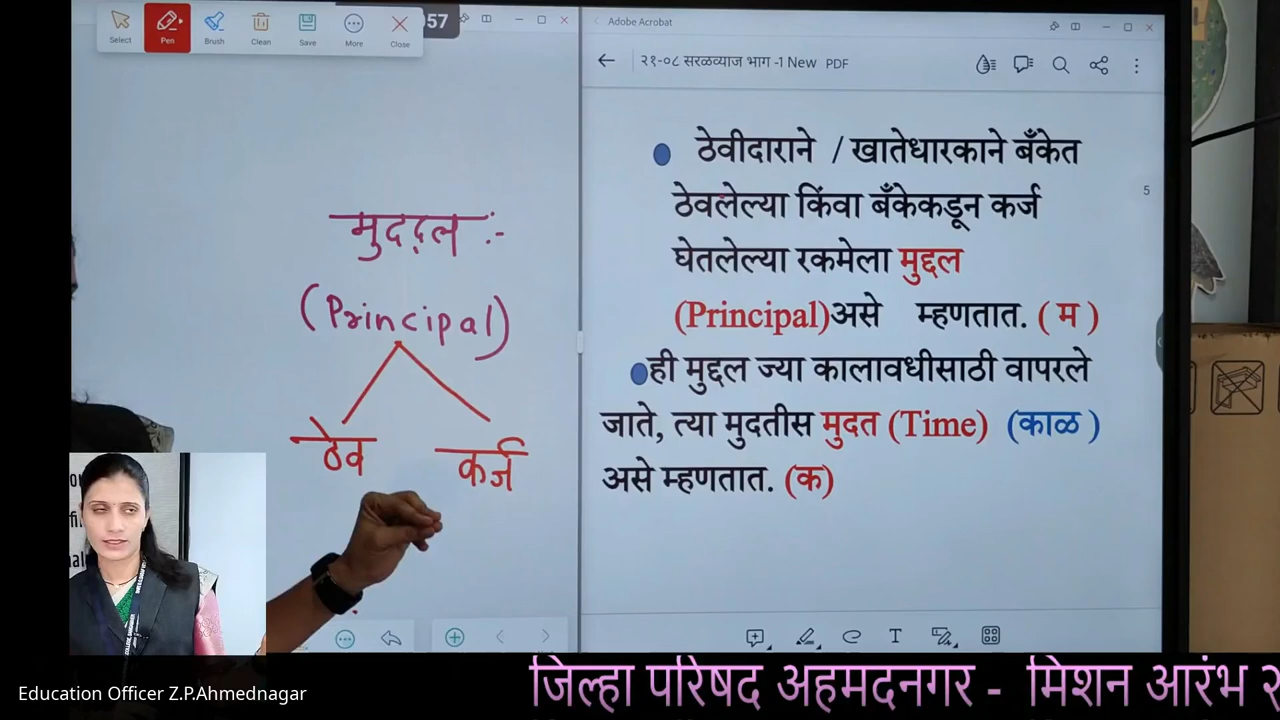 Select Pen Brush Clean Save More Close
57
Adobe Acrobat
२१-०८ सरळव्याज भाग -1 New PDF
मुददल :-
(Principal)
ठेव कर्ज
ठेवीदाराने / खातेधारकाने बँकेत
ठेवलेल्या किंवा बँकेकडून कर्ज
घेतलेल्या रकमेला मुद्दल
(Principal)असे म्हणतात. ( म )
ही मुद्दल ज्या कालावधीसाठी वापरले
जाते, त्या मुदतीस मुदत (Time) (काळ )
असे म्हणतात. (क)
5
Education Officer Z.P.Ahmednagar
जिल्हा परिषद अहमदनगर - मिशन आरंभ २